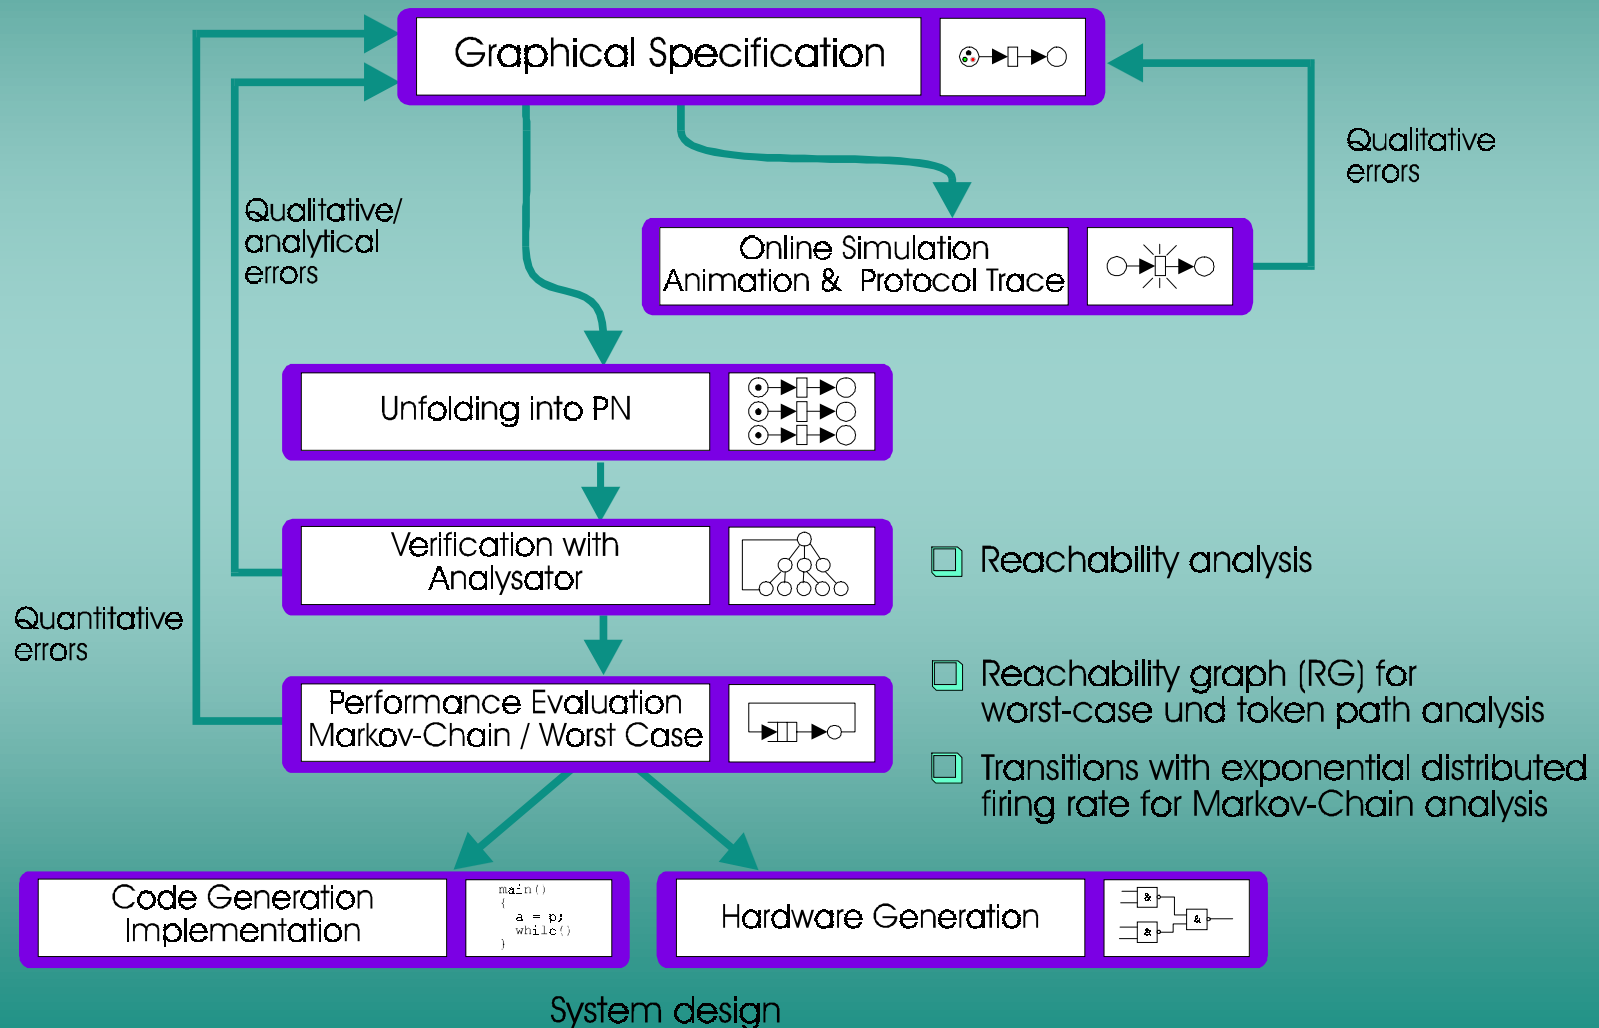 Graphical Specification
Qualitative
errors
Qualitative/
analytical
errors
Online Simulation
Animation & Protocol Trace
Unfolding into PN
Verification with
Analysator
Reachability analysis
Quantitative
errors
Performance Evaluation
Markov-Chain / Worst Case
Reachability graph (RG) for
worst-case und token path analysis
Transitions with exponential distributed
firing rate for Markov-Chain analysis
Code Generation
Implementation
main()
{
a = p;
while()
}
Hardware Generation
&
&
&
System design